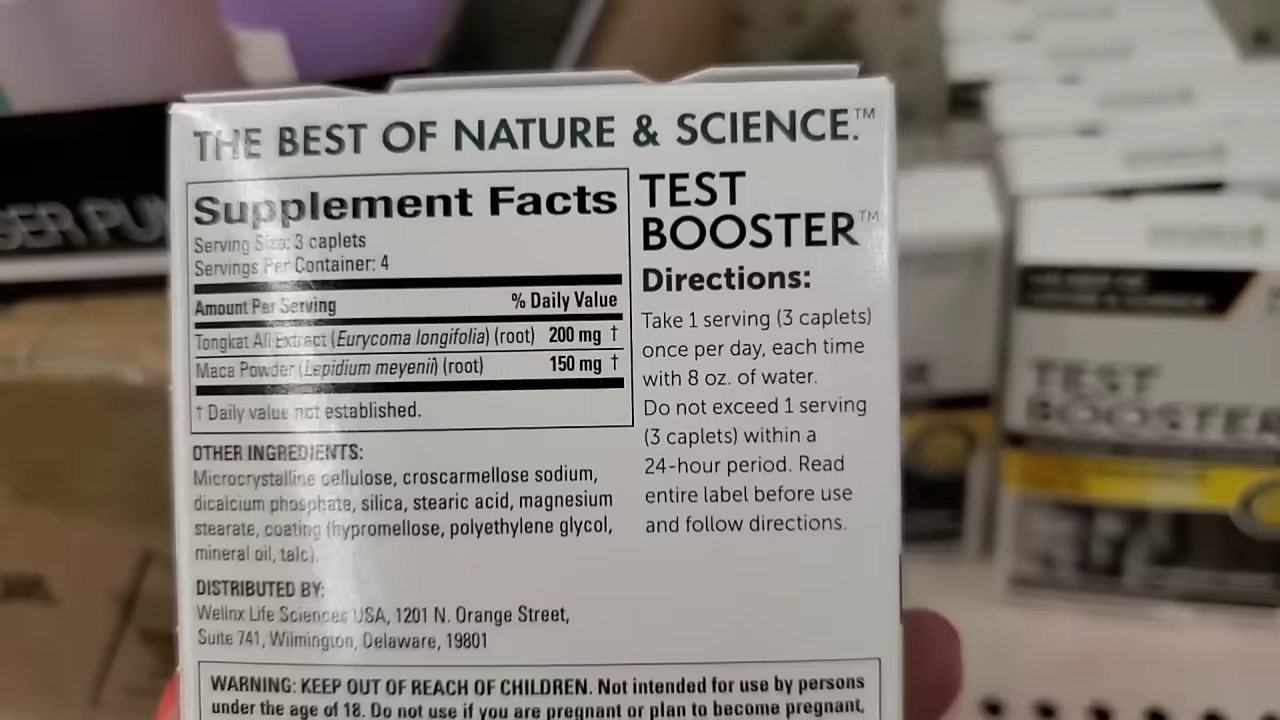 THE BEST OF NATURE & SCIENCE.™
Supplement Facts
Serving Size: 3 caplets
Servings Per Container: 4
Amount Per Serving % Daily Value
Tongkat Ali Extract (Eurycoma longifolia) (root) 200 mg †
Maca Powder (Lepidium meyenii) (root) 150 mg †
† Daily value not established.
OTHER INGREDIENTS:
Microcrystalline cellulose, croscarmellose sodium,
dicalcium phosphate, silica, stearic acid, magnesium
stearate, coating (hypromellose, polyethylene glycol,
mineral oil, talc).
DISTRIBUTED BY:
Wellnx Life Sciences USA, 1201 N. Orange Street,
Suite 741, Wilmington, Delaware, 19801
TEST
BOOSTER™
Directions:
Take 1 serving (3 caplets)
once per day, each time
with 8 oz. of water.
Do not exceed 1 serving
(3 caplets) within a
24-hour period. Read
entire label before use
and follow directions.
WARNING: KEEP OUT OF REACH OF CHILDREN. Not intended for use by persons
under the age of 18. Do not use if you are pregnant or plan to become pregnant,
TEST
BOOSTER